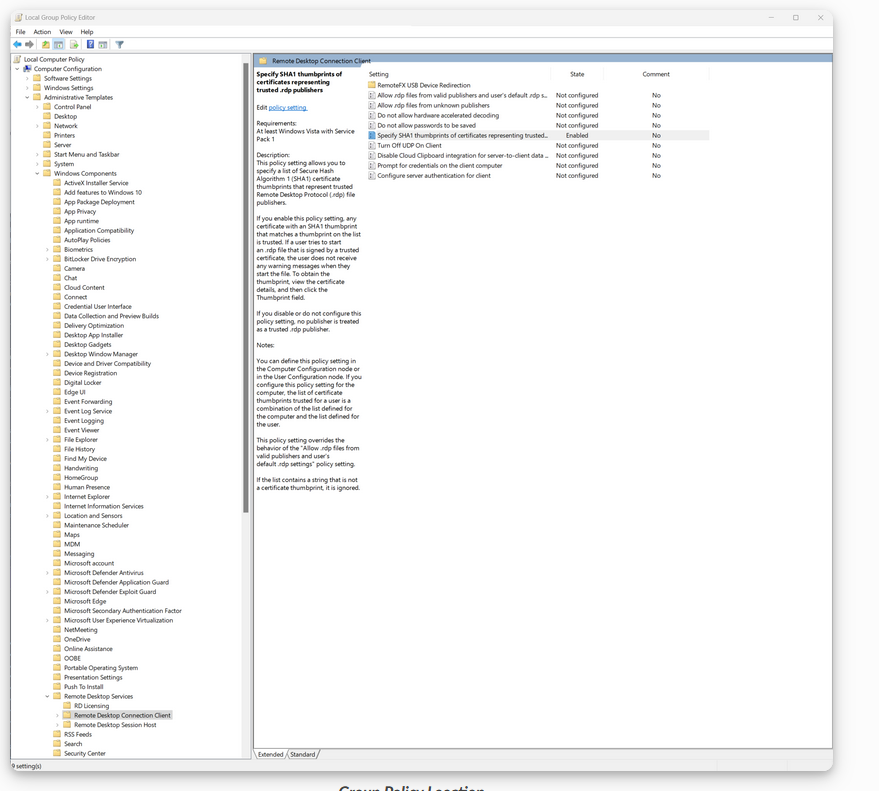 Local Group Policy Editor
File Action View Help
Local Computer Policy
Computer Configuration
Software Settings
Windows Settings
Administrative Templates
Control Panel
Desktop
Network
Printers
Server
Start Menu and Taskbar
System
Windows Components
ActiveX Installer Service
Add features to Windows 10
App Package Deployment
App Privacy
App runtime
Application Compatibility
AutoPlay Policies
Biometrics
BitLocker Drive Encryption
Camera
Chat
Cloud Content
Connect
Credential User Interface
Data Collection and Preview Builds
Delivery Optimization
Desktop App Installer
Desktop Gadgets
Desktop Window Manager
Device and Driver Compatibility
Device Registration
Digital Locker
Edge UI
Event Forwarding
Event Log Service
Event Logging
Event Viewer
File Explorer
File History
Find My Device
Handwriting
HomeGroup
Human Presence
Internet Explorer
Internet Information Services
Location and Sensors
Maintenance Scheduler
Maps
MDM
Messaging
Microsoft account
Microsoft Defender Antivirus
Microsoft Defender Application Guard
Microsoft Defender Exploit Guard
Microsoft Edge
Microsoft Secondary Authentication Factor
Microsoft User Experience Virtualization
NetMeeting
OneDrive
Online Assistance
OOBE
Portable Operating System
Presentation Settings
Push To Install
Remote Desktop Services
RD Licensing
Remote Desktop Connection Client
Remote Desktop Session Host
RSS Feeds
Search
Security Center
Remote Desktop Connection Client
Specify SHA1 thumbprints of
certificates representing
trusted .rdp publishers
Edit policy setting
Requirements:
At least Windows Vista with Service
Pack 1
Description:
This policy setting allows you to
specify a list of Secure Hash
Algorithm 1 (SHA1) certificate
thumbprints that represent trusted
Remote Desktop Protocol (.rdp) file
publishers.
If you enable this policy setting, any
certificate with an SHA1 thumbprint
that matches a thumbprint on the list
is trusted. If a user tries to start
an .rdp file that is signed by a trusted
certificate, the user does not receive
any warning messages when they
start the file. To obtain the
thumbprint, view the certificate
details, and then click the
Thumbprint field.
If you disable or do not configure this
policy setting, no publisher is treated
as a trusted .rdp publisher.
Notes:
You can define this policy setting in
the Computer Configuration node or
in the User Configuration node. If you
configure this policy setting for the
computer, the list of certificate
thumbprints trusted for a user is a
combination of the list defined for
the computer and the list defined for
the user.
This policy setting overrides the
behavior of the "Allow .rdp files from
valid publishers and user's
default .rdp settings" policy setting.
If the list contains a string that is not
a certificate thumbprint, it is ignored.
Setting State Comment
RemoteFX USB Device Redirection
Allow .rdp files from valid publishers and user's default .rdp s... Not configured No
Allow .rdp files from unknown publishers Not configured No
Do not allow hardware accelerated decoding Not configured No
Do not allow passwords to be saved Not configured No
Specify SHA1 thumbprints of certificates representing trusted... Enabled No
Turn Off UDP On Client Not configured No
Disable Cloud Clipboard integration for server-to-client data ... Not configured No
Prompt for credentials on the client computer Not configured No
Configure server authentication for client Not configured No
Extended Standard
9 setting(s)
Group Policy Location